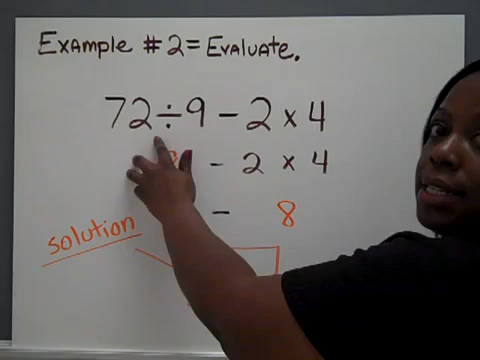 Example #2= Evaluate.
72÷9-2×4
- 2 × 4
- 8
solution